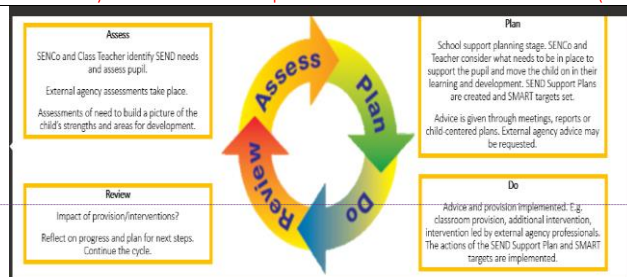 Assess
SENCo and Class Teacher identify SEND needs
and assess pupil.
External agency assessments take place.
Assessments of need to build a picture of the
child's strengths and areas for development.
Assess
Plan
Do
Review
Plan
School support planning stage. SENCo and
Teacher consider what needs to be in place to
support the pupil and move the child on in their
learning and development. SEND Support Plans
are created and SMART targets set.
Advice is given through meetings, reports or
child-centered plans. External agency advice may
be requested.
Review
Impact of provision/interventions?
Reflect on progress and plan for next steps.
Continue the cycle.
Do
Advice and provision implemented. E.g.
classroom provision, additional intervention,
intervention led by external agency professionals.
The actions of the SEND Support Plan and SMART
targets are implemented.